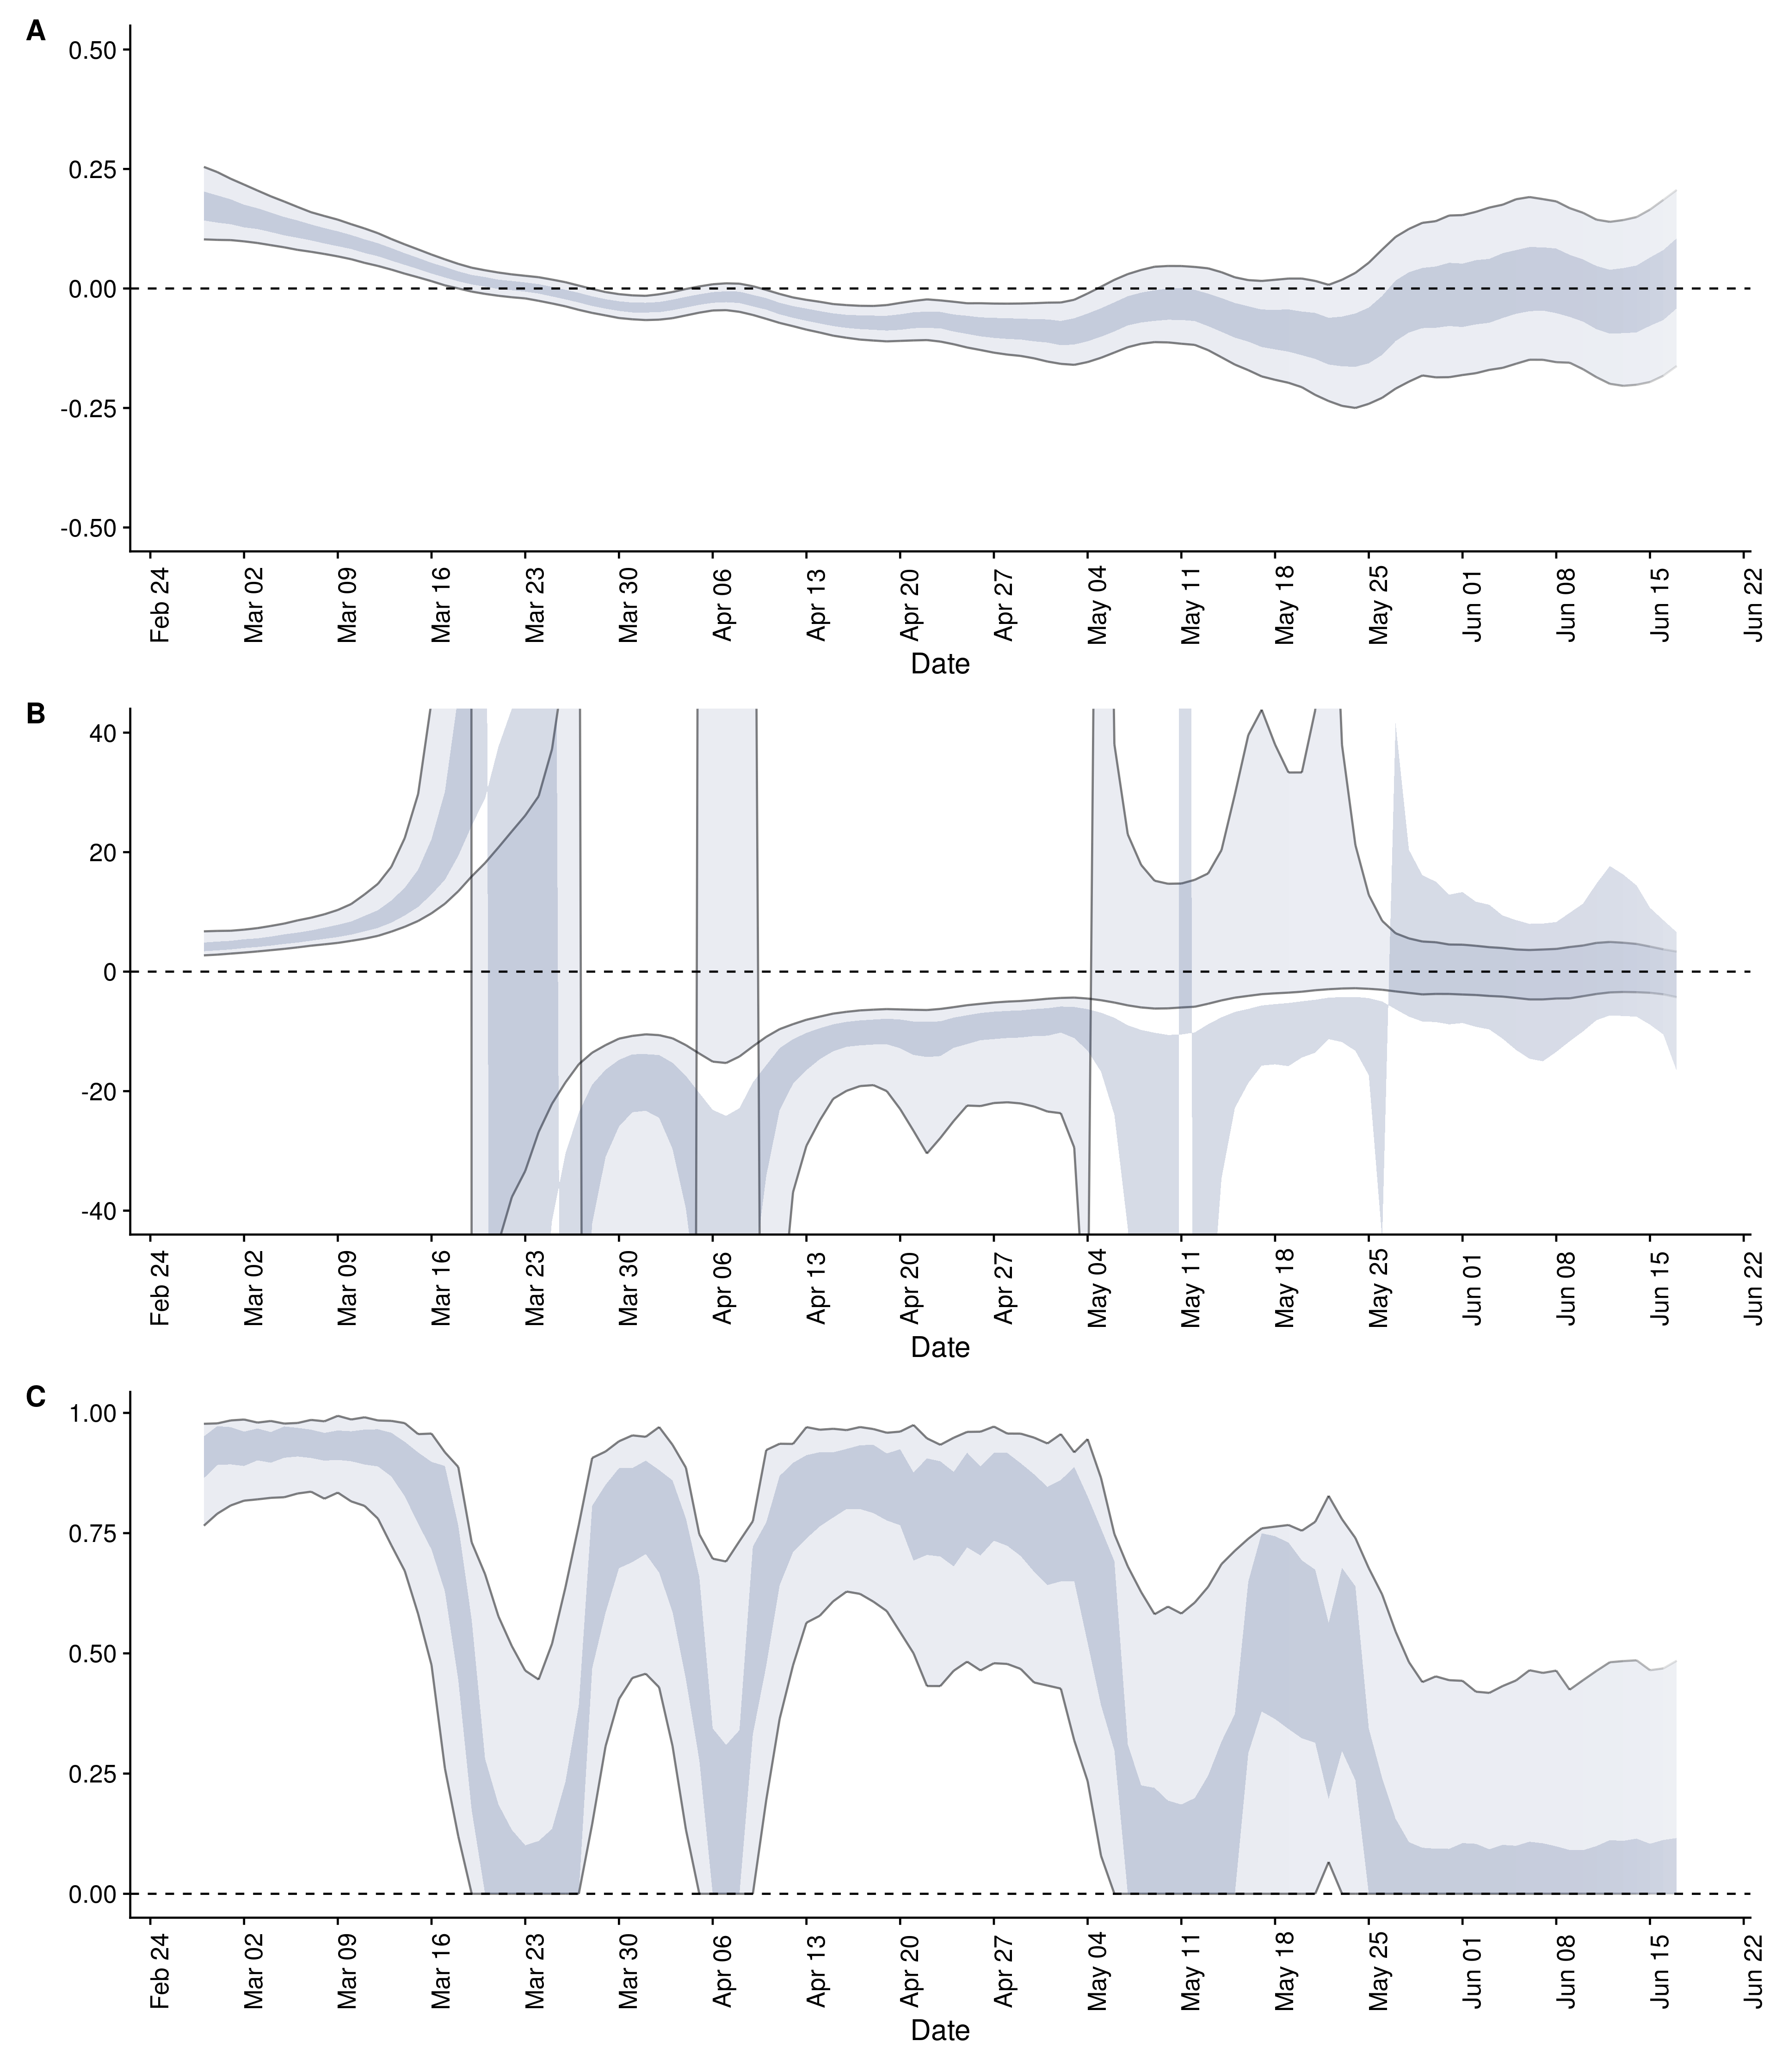 A
0.50
0.25
0.00
-0.25
-0.50
Feb 24
Mar 02
Mar 09
Mar 16
Mar 23
Mar 30
Apr 06
Apr 13
Apr 20
Apr 27
May 04
May 11
May 18
May 25
Jun 01
Jun 08
Jun 15
Jun 22
Date
B
40
20
0
-20
-40
Feb 24
Mar 02
Mar 09
Mar 16
Mar 23
Mar 30
Apr 06
Apr 13
Apr 20
Apr 27
May 04
May 11
May 18
May 25
Jun 01
Jun 08
Jun 15
Jun 22
Date
C
1.00
0.75
0.50
0.25
0.00
Feb 24
Mar 02
Mar 09
Mar 16
Mar 23
Mar 30
Apr 06
Apr 13
Apr 20
Apr 27
May 04
May 11
May 18
May 25
Jun 01
Jun 08
Jun 15
Jun 22
Date